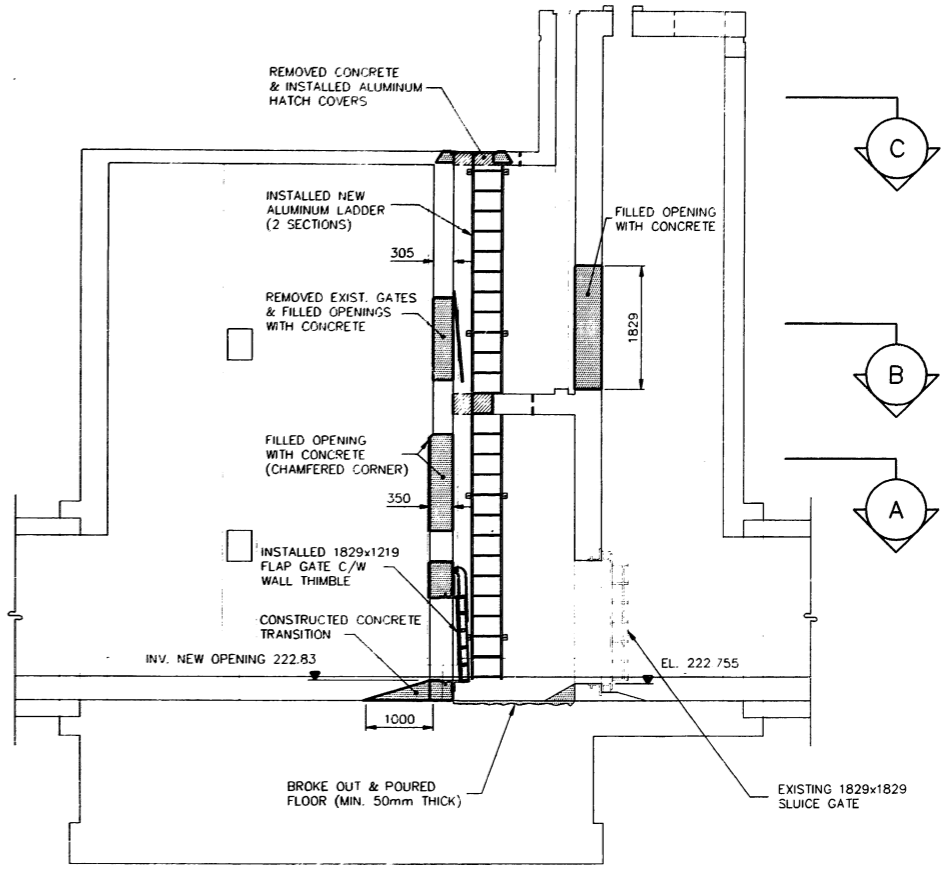 REMOVED CONCRETE
& INSTALLED ALUMINUM
HATCH COVERS
C
INSTALLED NEW
ALUMINUM LADDER
(2 SECTIONS)
FILLED OPENING
WITH CONCRETE
305
REMOVED EXIST. GATES
& FILLED OPENINGS
WITH CONCRETE
1829
B
FILLED OPENING
WITH CONCRETE
(CHAMFERED CORNER)
350
A
INSTALLED 1829x1219
FLAP GATE C/W
WALL THIMBLE
CONSTRUCTED CONCRETE
TRANSITION
INV. NEW OPENING 222.83
EL. 222 755
1000
BROKE OUT & POURED
FLOOR (MIN. 50mm THICK)
EXISTING 1829x1829
SLUICE GATE